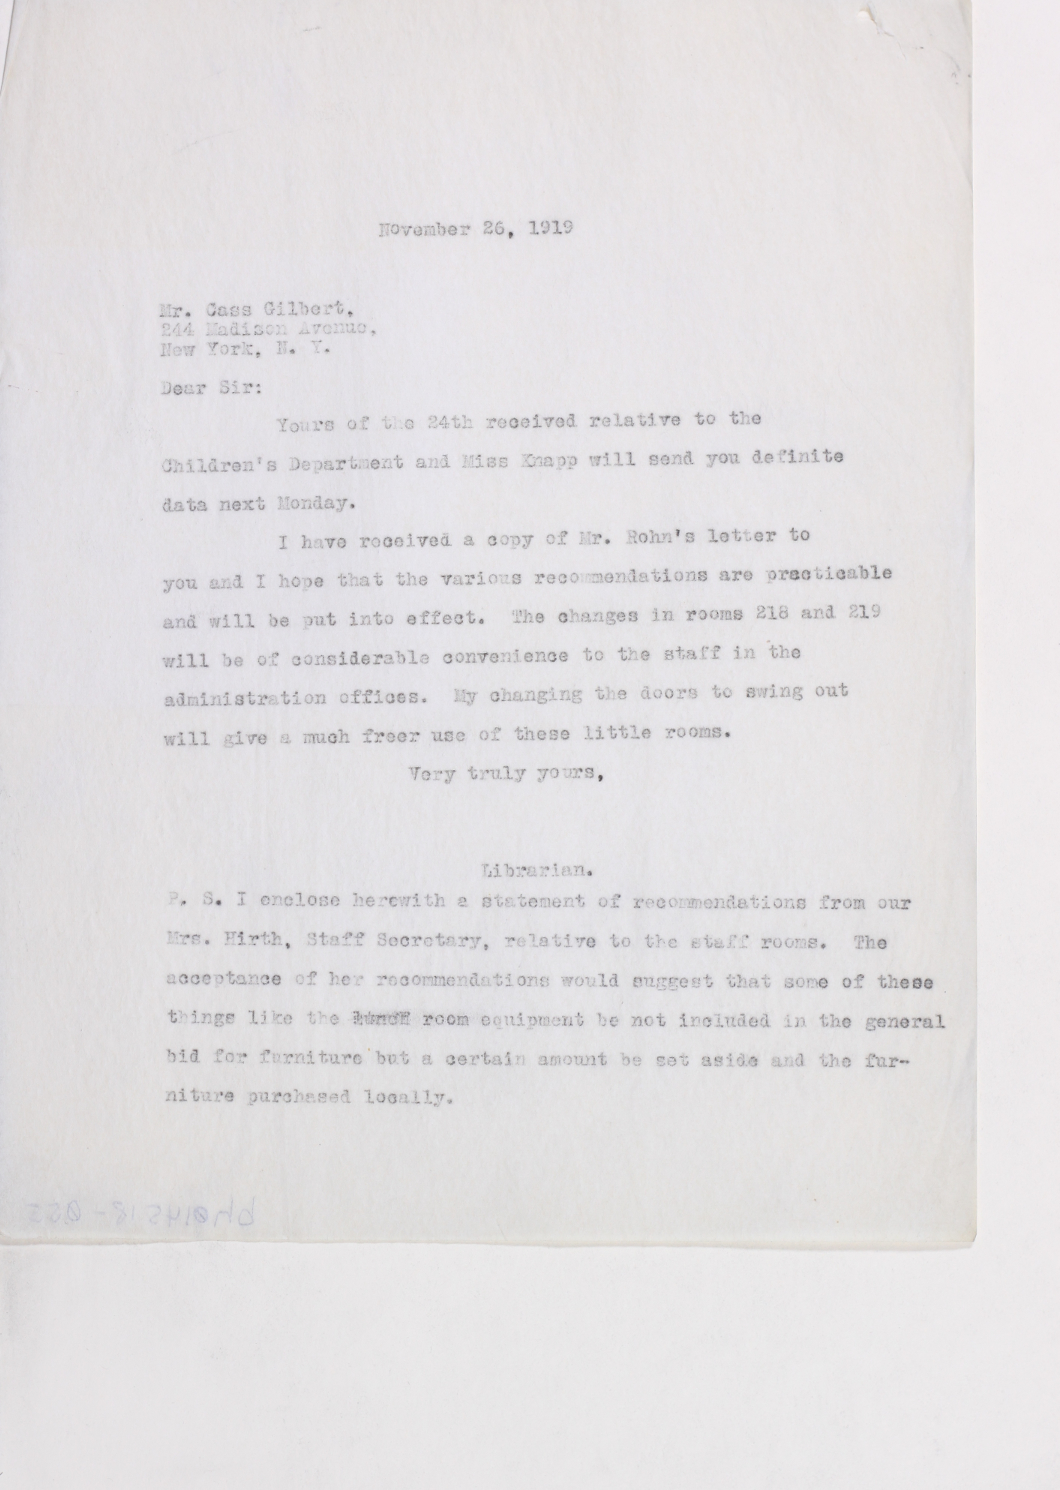 November 26, 1919
Mr. Cass Gilbert,
244 Madison Avenue,
New York, N. Y.
Dear Sir:
Yours of the 24th received relative to the
Children's Department and Miss Knapp will send you definite
data next Monday.
I have received a copy of Mr. Rohn's letter to
you and I hope that the various recommendations are practicable
and will be put into effect. The changes in rooms 218 and 219
will be of considerable convenience to the staff in the
administration offices. My changing the doors to swing out
will give a much freer use of these little rooms.
Very truly yours,
Librarian.
P. S. I enclose herewith a statement of recommendations from our
Mrs. Hirth, Staff Secretary, relative to the staff rooms. The
acceptance of her recommendations would suggest that some of these
things like the room equipment be not included in the general
bid for furniture but a certain amount be set aside and the fur-
niture purchased locally.